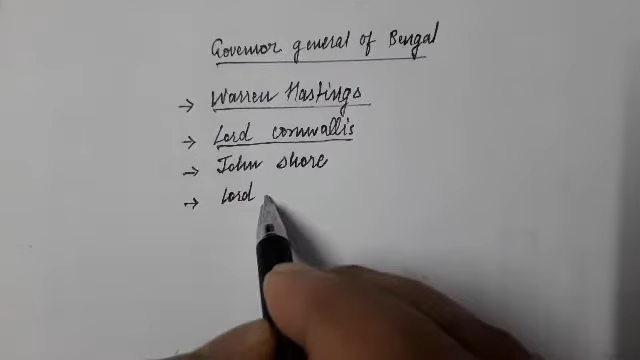 Governor general of Bengal
→ Warren Hastings
→ Lord cornwallis
→ John shore
→ Lord